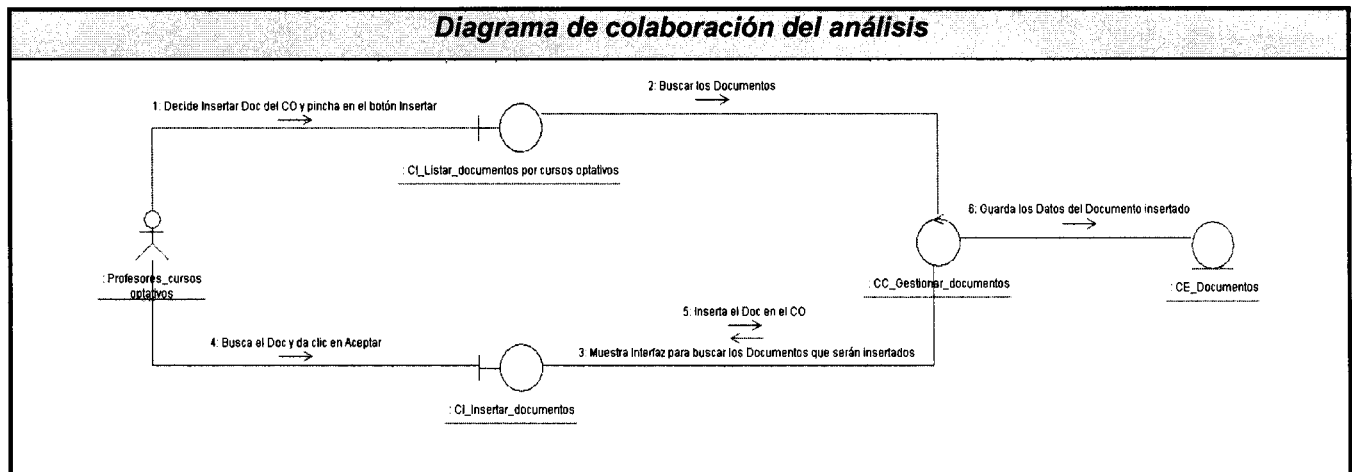 Diagrama de colaboración del análisis
2: Buscar los Documentos
1: Decide Insertar Doc del CO y pincha en el botón Insertar
: CI_Listar_documentos por cursos optativos
6: Guarda los Datos del Documento insertado
: Profesores_cursos
optativos
: CC_Gestionar_documentos
: CE_Documentos
5: Inserta el Doc en el CO
4: Busca el Doc y da clic en Aceptar
3: Muestra Interfaz para buscar los Documentos que serán insertados
: CI_Insertar_documentos